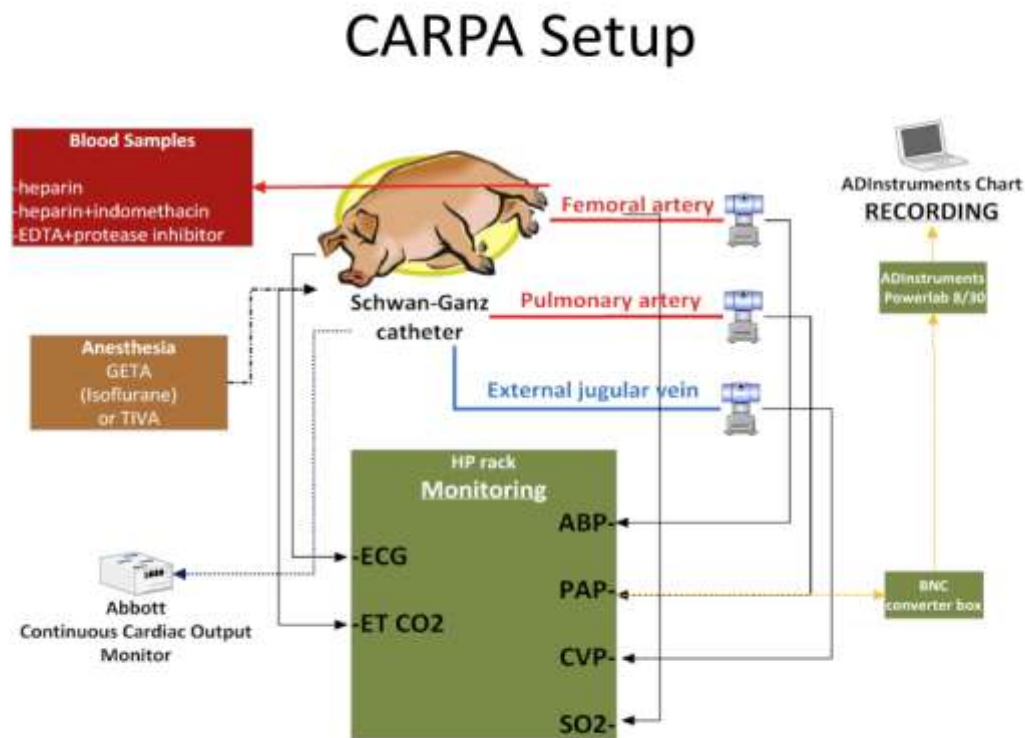 CARPA Setup
Blood Samples
-heparin
-heparin+indomethacin
-EDTA+protease inhibitor
Femoral artery
ADInstruments Chart
RECORDING
ADInstruments
Powerlab 8/30
Schwan-Ganz
catheter
Pulmonary artery
Anesthesia
GETA
(Isoflurane)
or TIVA
External jugular vein
HP rack
Monitoring
ABP-
-ECG
PAP-
BNC
converter box
-ET CO2
CVP-
SO2-
Abbott
Continuous Cardiac Output
Monitor